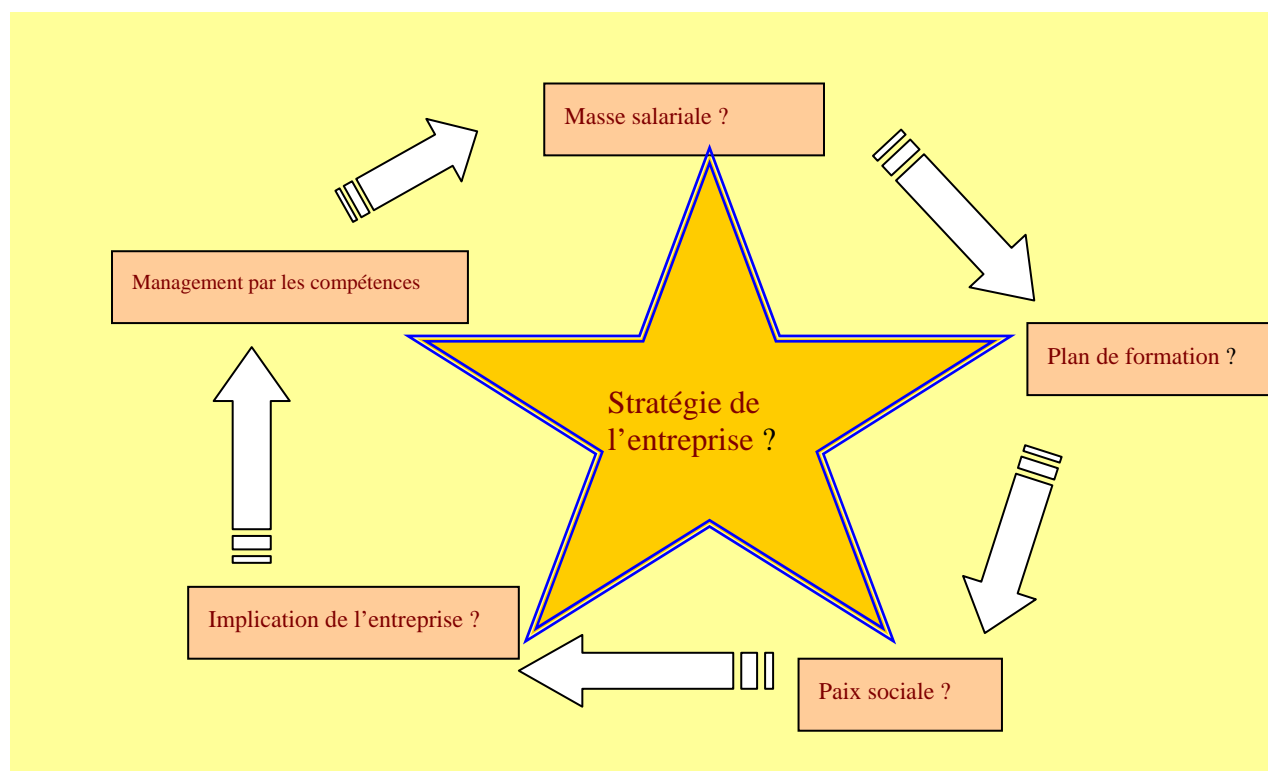 Masse salariale ?
Management par les compétences
Plan de formation ?
Stratégie de
l’entreprise ?
Implication de l’entreprise ?
Paix sociale ?